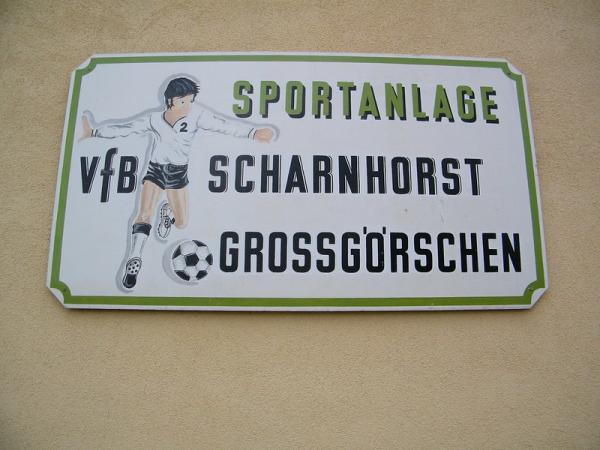 SPORTANLAGE
VfB SCHARNHORST
GROSSGÖRSCHEN
2